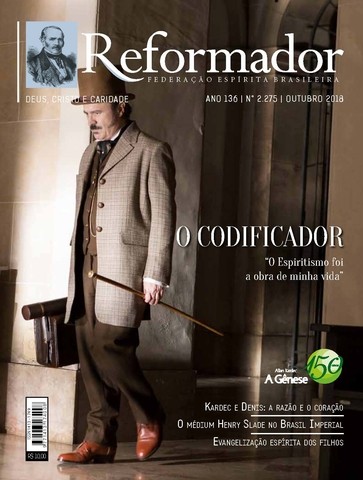 Reformador
FEDERAÇÃO ESPÍRITA BRASILEIRA
DEUS, CRISTO E CARIDADE
ANO 136 | N° 2.275 | OUTUBRO 2018
O CODIFICADOR
"O Espiritismo foi
a obra de minha vida"
150
Allan Kardec
A Gênese
KARDEC E DENIS: A RAZÃO E O CORAÇÃO
O MÉDIUM HENRY SLADE NO BRASIL IMPERIAL
EVANGELIZAÇÃO ESPÍRITA DOS FILHOS
R$ 10,00